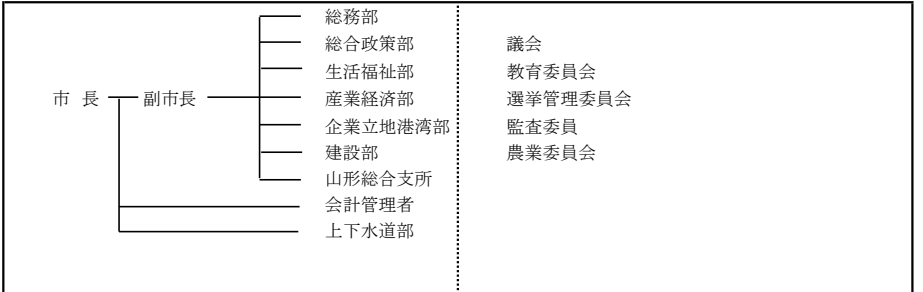 総務部
総合政策部 議会
生活福祉部 教育委員会
市 長 副市長 産業経済部 選挙管理委員会
企業立地港湾部 監査委員
建設部 農業委員会
山形総合支所
会計管理者
上下水道部